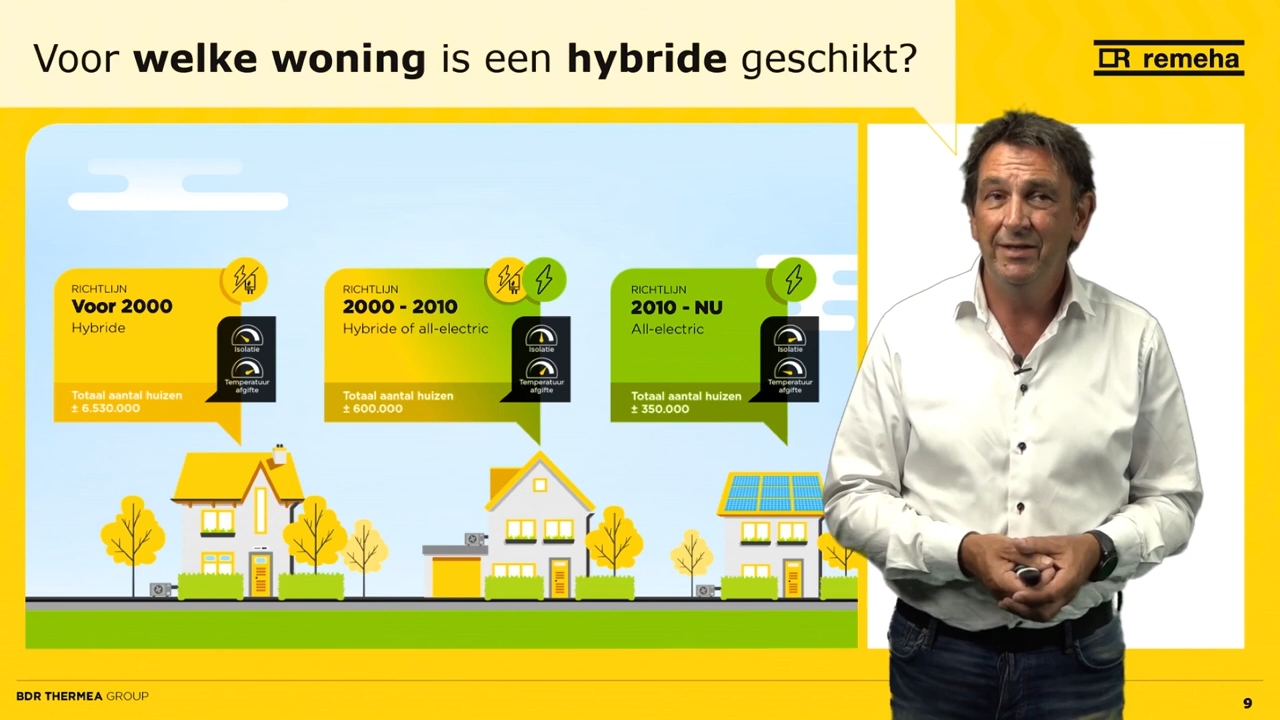 Voor welke woning is een hybride geschikt?
remeha
RICHTLIJN
Voor 2000
Hybride
Isolatie
Temperatuur
afgifte
Totaal aantal huizen
± 6.530.000
RICHTLIJN
2000 - 2010
Hybride of all-electric
Isolatie
Temperatuur
afgifte
Totaal aantal huizen
± 600.000
RICHTLIJN
2010 - NU
All-electric
Isolatie
Temperatuur
afgifte
Totaal aantal huizen
± 350.000
BDR THERMEA GROUP
9